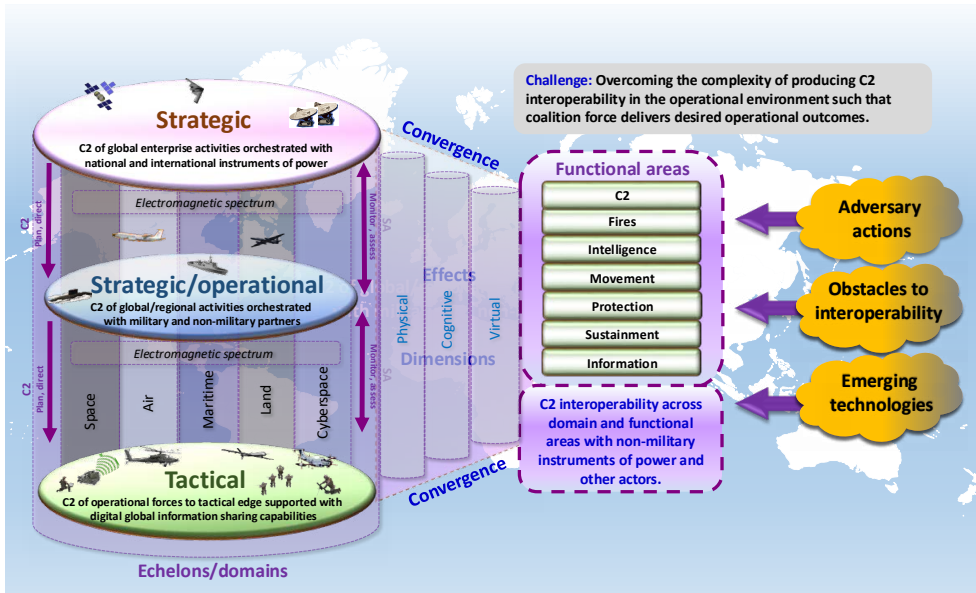 Challenge: Overcoming the complexity of producing C2
interoperability in the operational environment such that
coalition force delivers desired operational outcomes.
Strategic
C2 of global enterprise activities orchestrated with
national and international instruments of power
C2
Plan, direct
Electromagnetic spectrum
Monitor, assess
SA
Strategic/operational
C2 of global/regional activities orchestrated
with military and non-military partners
C2
Plan, direct
Electromagnetic spectrum
Monitor, assess
SA
Space
Air
Maritime
Land
Cyberspace
Tactical
C2 of operational forces to tactical edge supported with
digital global information sharing capabilities
Echelons/domains
Convergence
Effects
Physical
Cognitive
Virtual
Dimensions
Convergence
Functional areas
C2
Fires
Intelligence
Movement
Protection
Sustainment
Information
C2 interoperability across
domain and functional
areas with non-military
instruments of power and
other actors.
Adversary
actions
Obstacles to
interoperability
Emerging
technologies